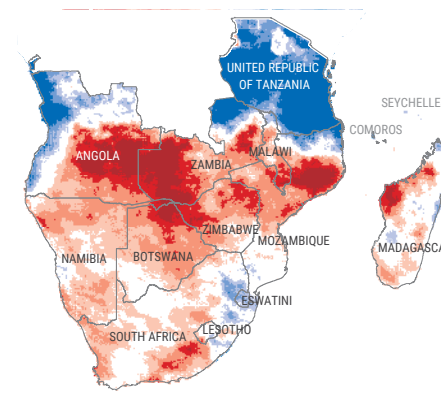 UNITED REPUBLIC
OF TANZANIA
SEYCHELLE
COMOROS
ANGOLA
MALAWI
ZAMBIA
ZIMBABWE
MOZAMBIQUE
MADAGASCA
NAMIBIA
BOTSWANA
ESWATINI
LESOTHO
SOUTH AFRICA